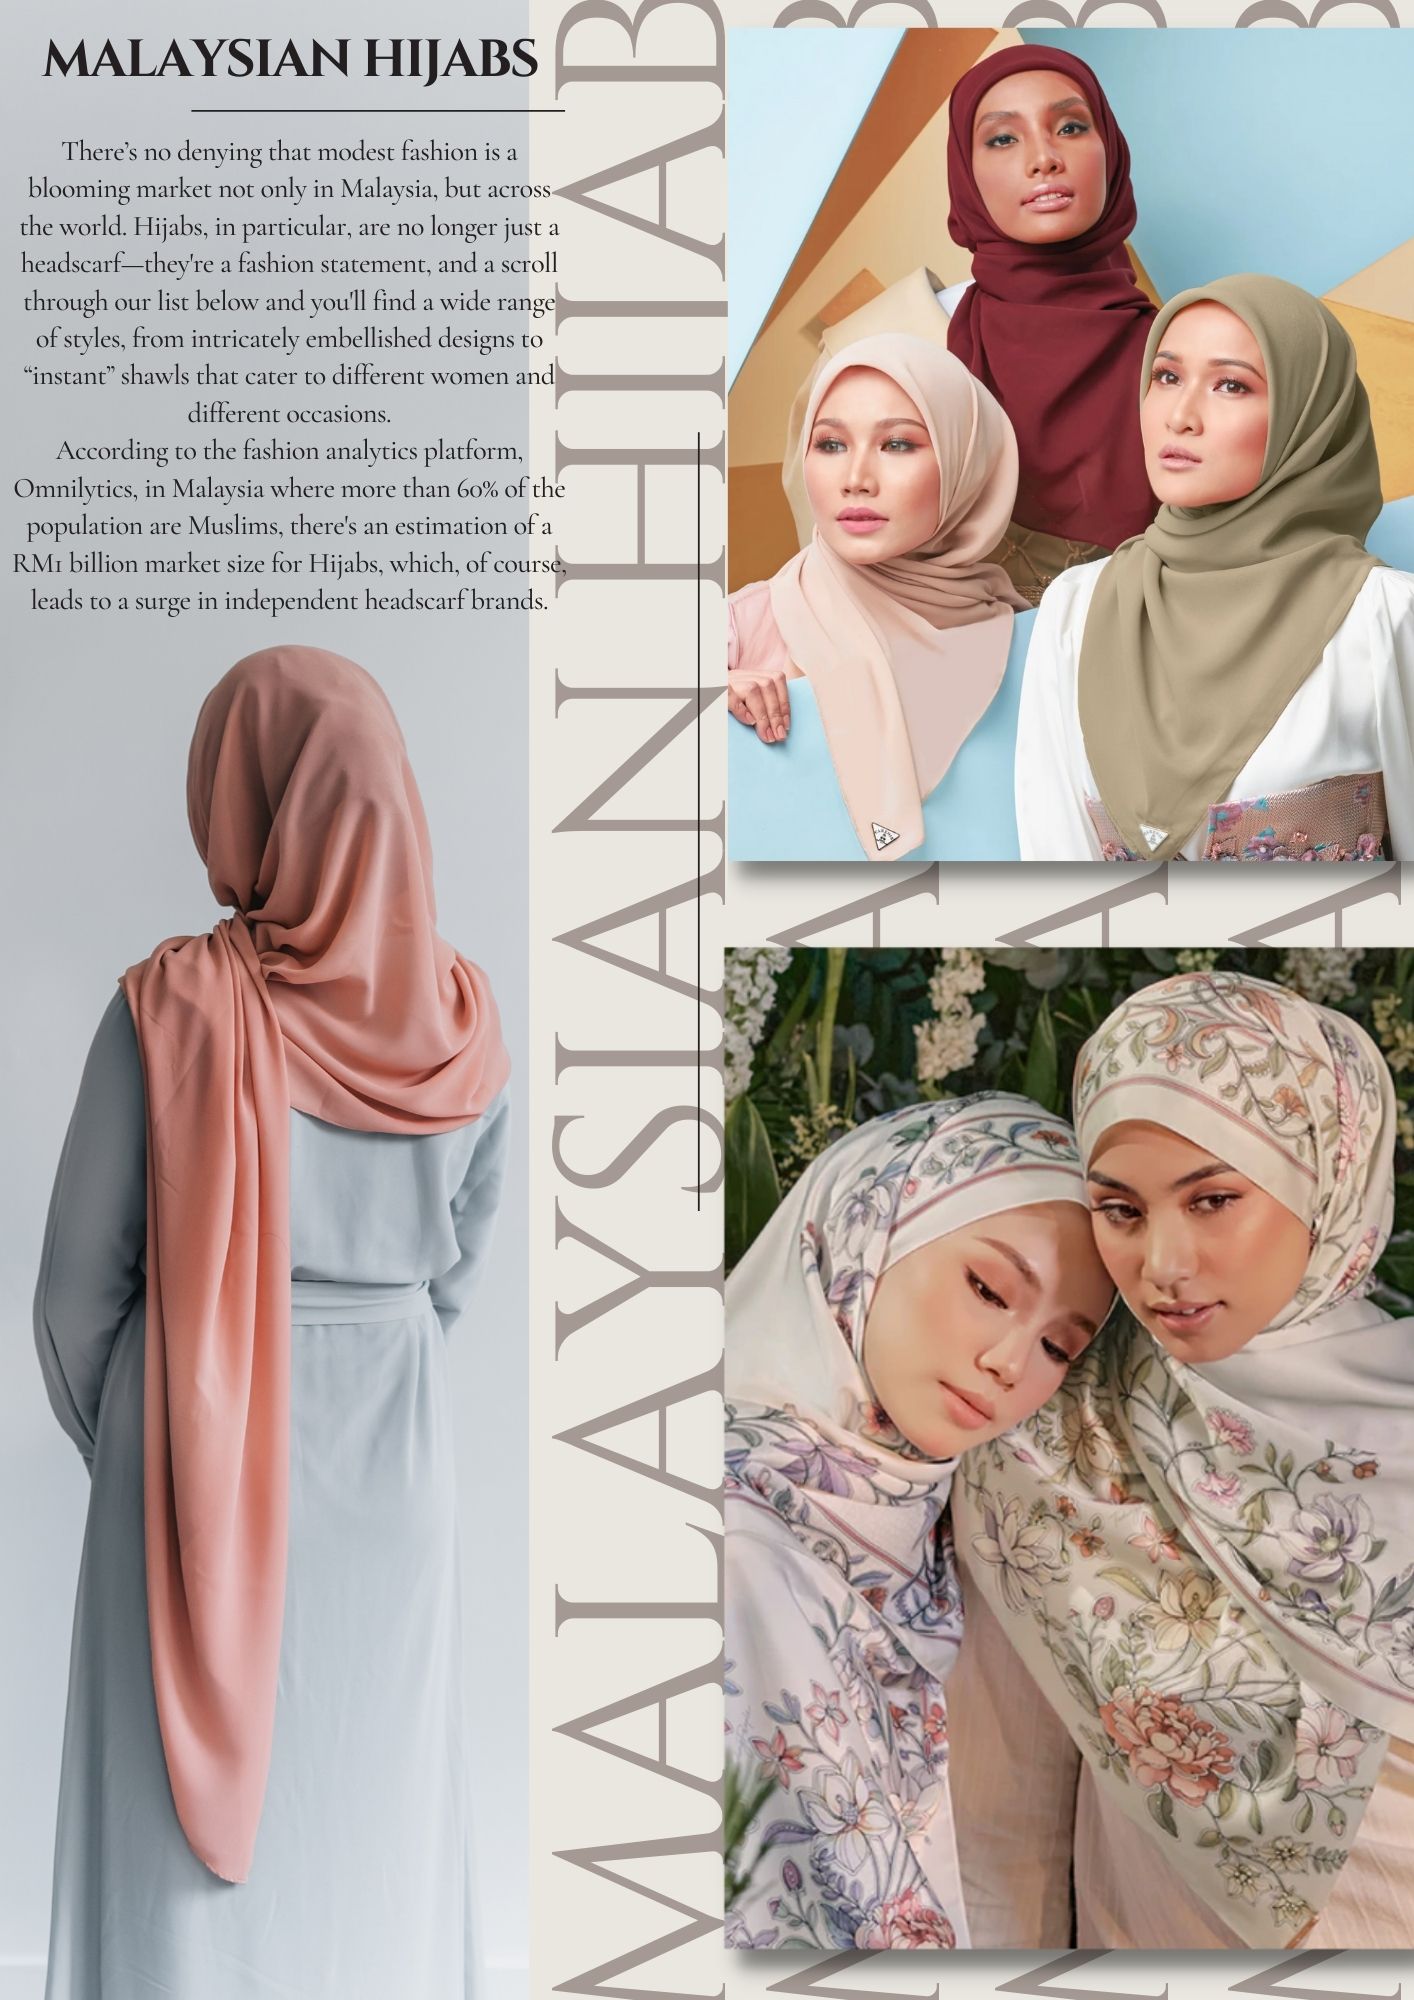 MALAYSIAN HIJABS
There’s no denying that modest fashion is a
blooming market not only in Malaysia, but across
the world. Hijabs, in particular, are no longer just a
headscarf—they're a fashion statement, and a scroll
through our list below and you'll find a wide range
of styles, from intricately embellished designs to
“instant” shawls that cater to different women and
different occasions.
According to the fashion analytics platform,
Omnilytics, in Malaysia where more than 60% of the
population are Muslims, there's an estimation of a
RM1 billion market size for Hijabs, which, of course,
leads to a surge in independent headscarf brands.
MALAYSIAN HIJAB